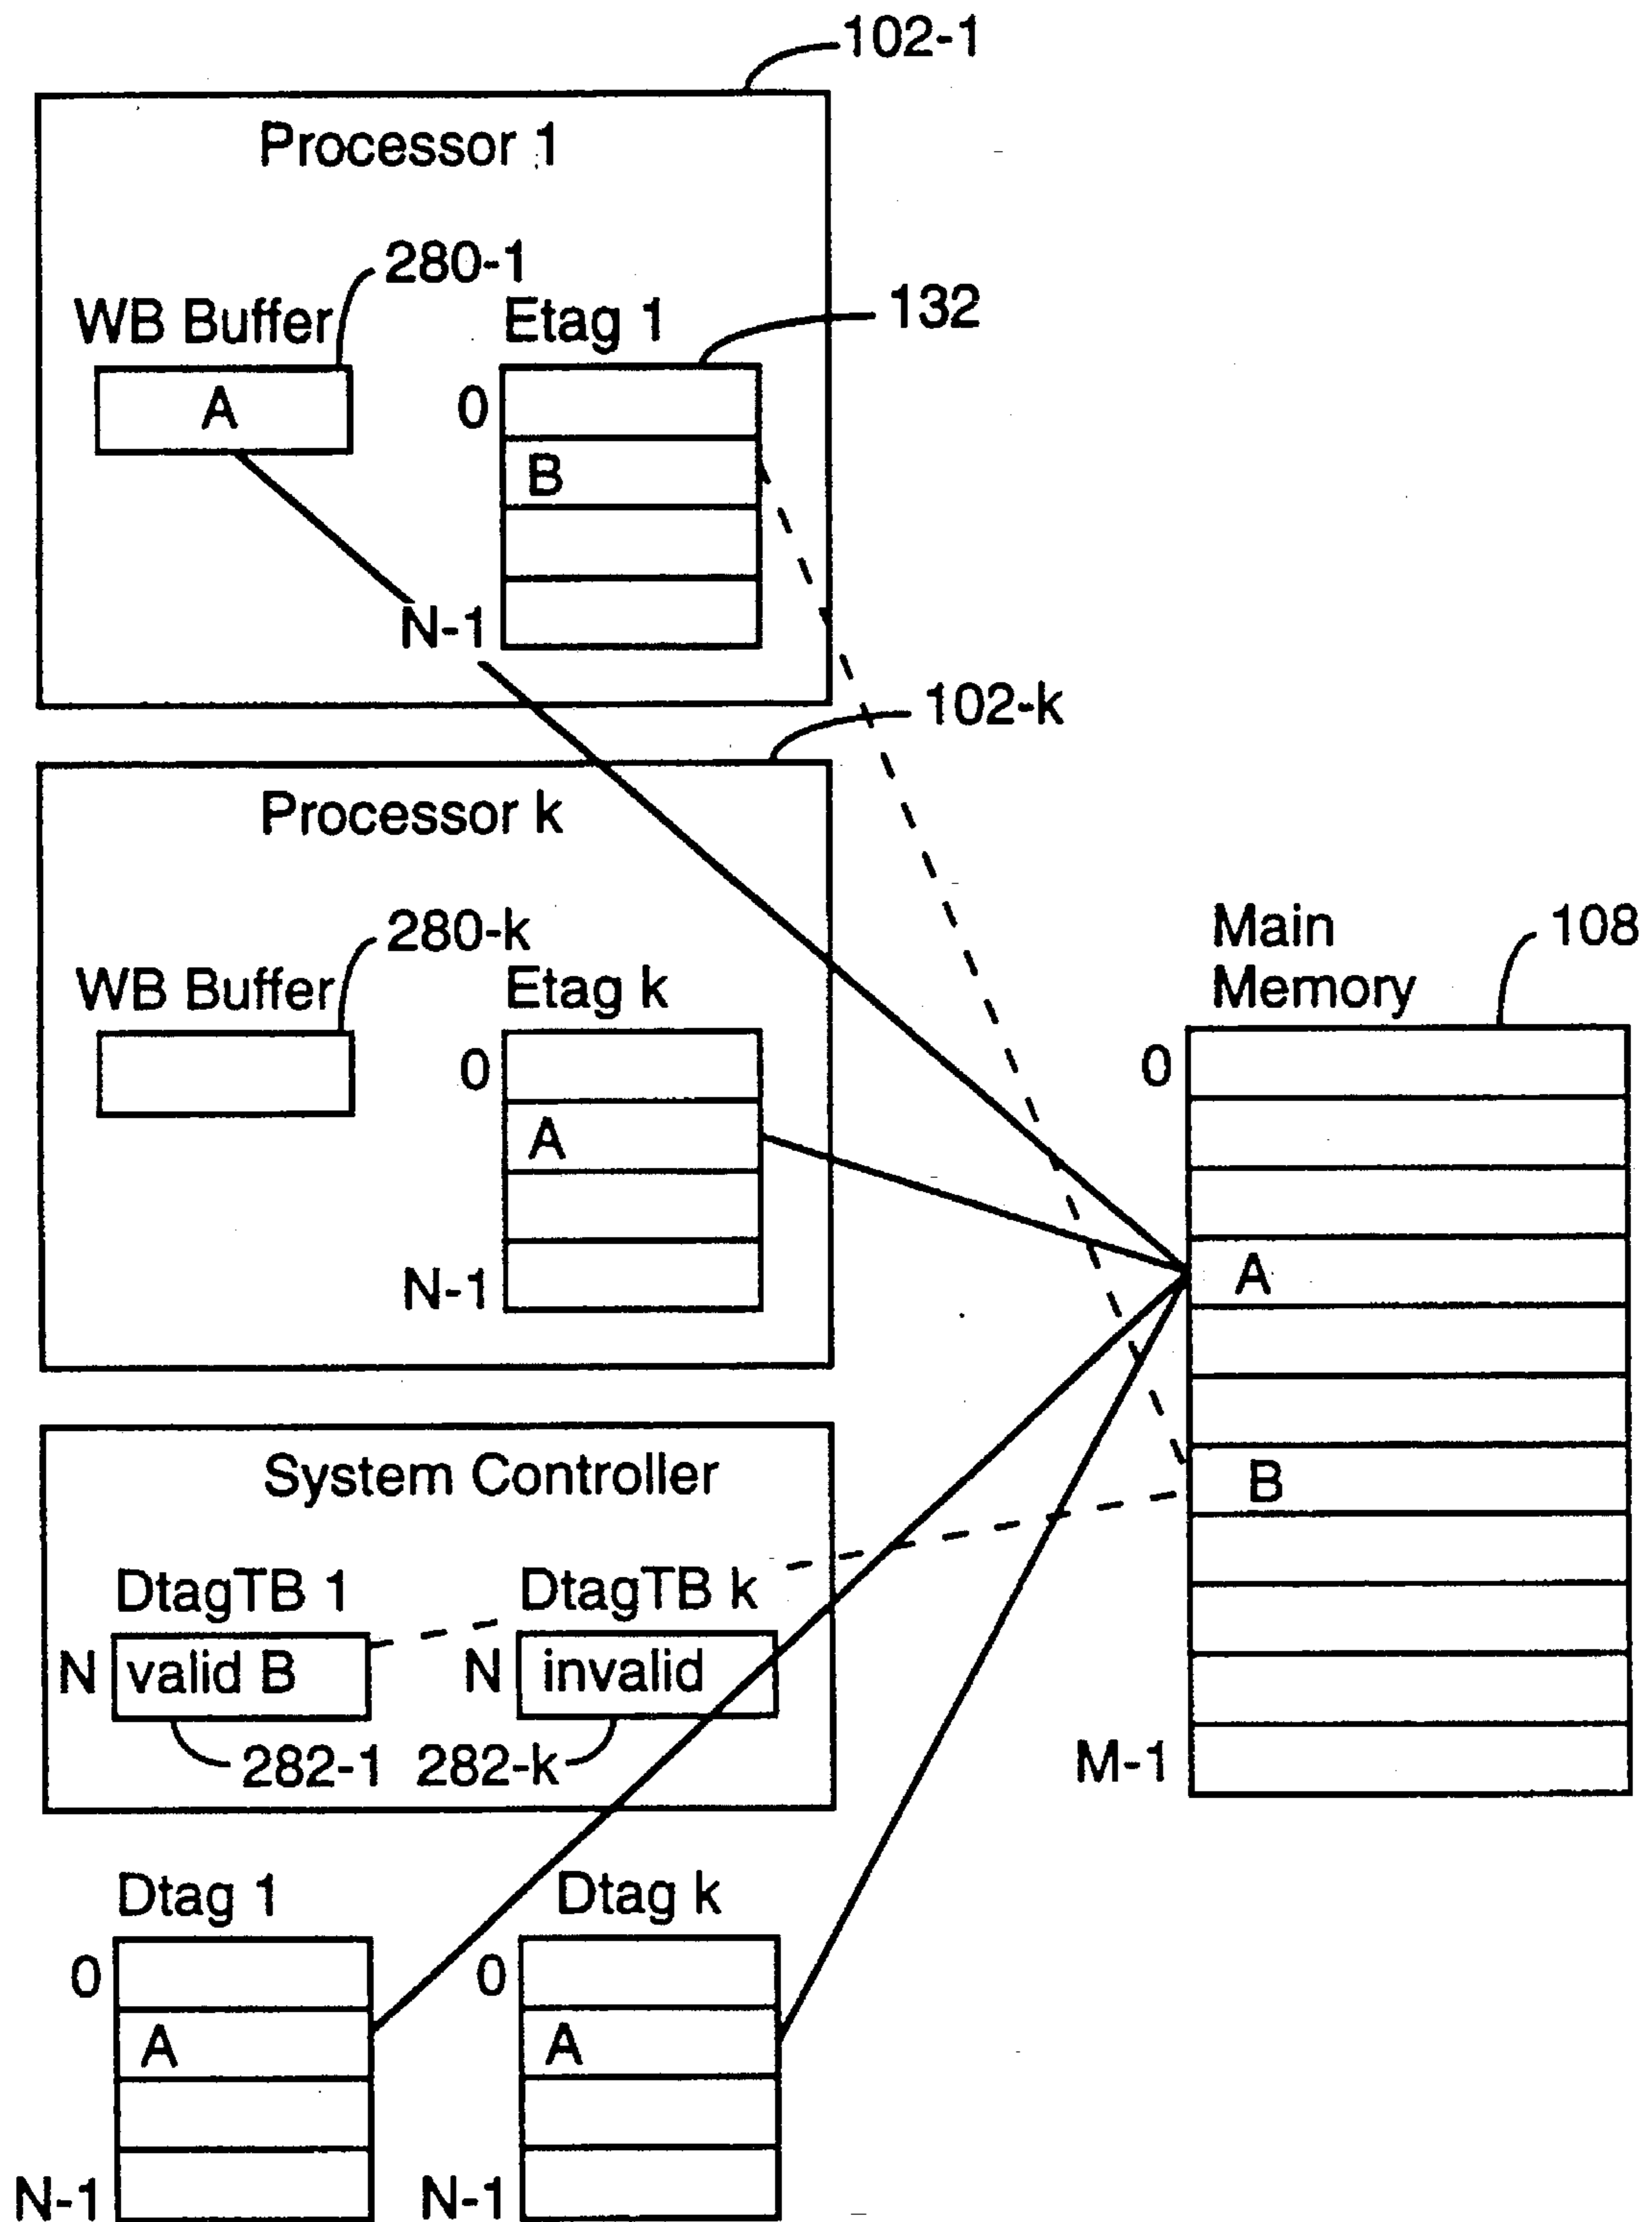 102-1
Processor 1
280-1
WB Buffer
Etag 1
132
A
0
B
N-1
102-k
Processor k
280-k
WB Buffer
Etag k
Main
Memory
108
0
0
A
A
N-1
B
System Controller
DtagTB 1
DtagTB k
N
valid B
N
invalid
282-1
282-k
M-1
Dtag 1
Dtag k
0
0
A
A
N-1
N-1